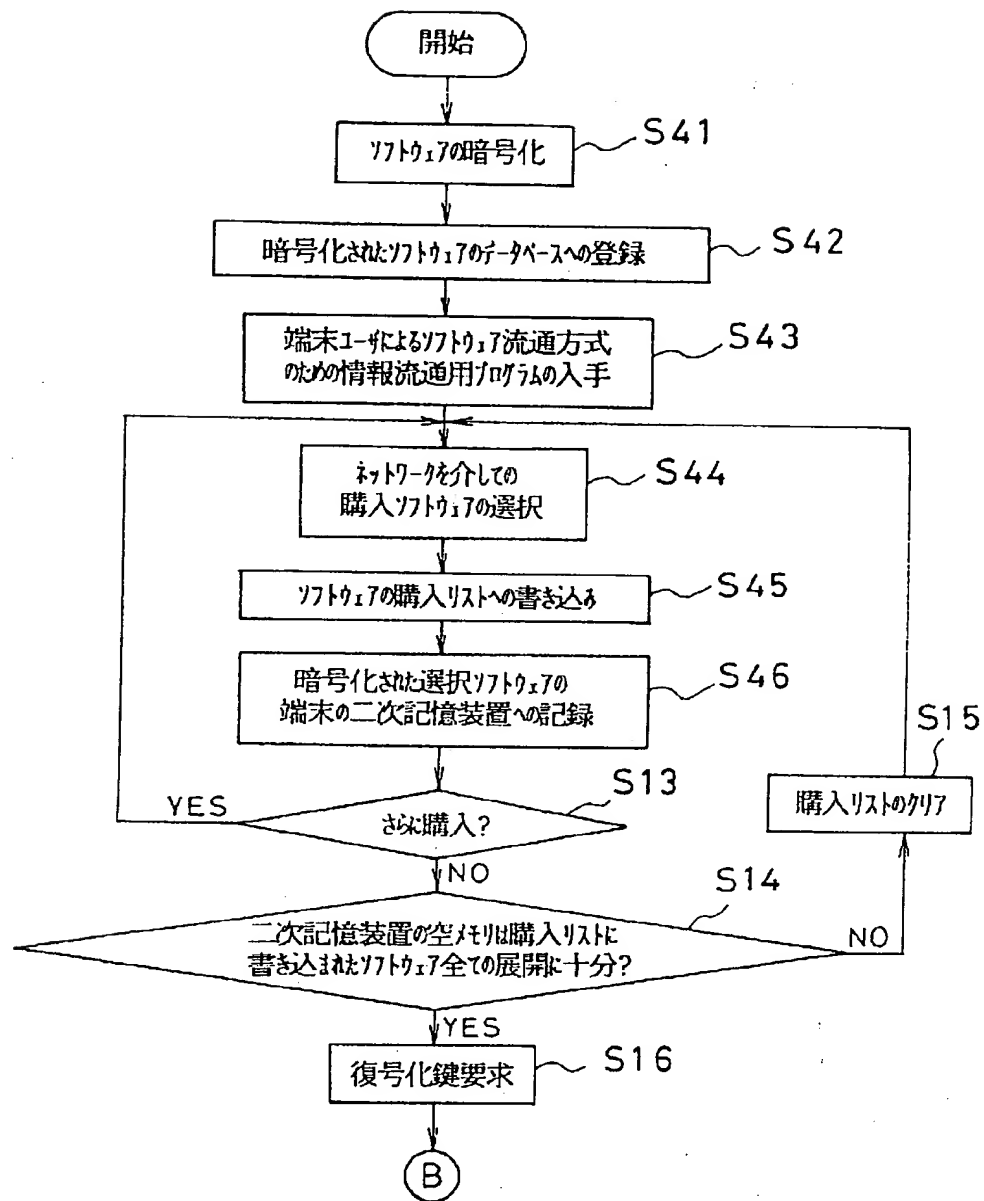 開始
ソフトウェアの暗号化
S41
暗号化されたソフトウェアのデータベースへの登録
S42
端末ユーザによるソフトウェア流通方式
のための情報流通用プログラムの入手
S43
ネットワークを介しての
購入ソフトウェアの選択
S44
ソフトウェアの購入リストへの書き込み
S45
暗号化された選択ソフトウェアの
端末の二次記憶装置への記録
S46
S15
購入リストのクリア
YES
さらに購入?
S13
NO
S14
二次記憶装置の空メモリは購入リストに
書き込まれたソフトウェア全ての展開に十分?
NO
YES
復号化鍵要求
S16
B